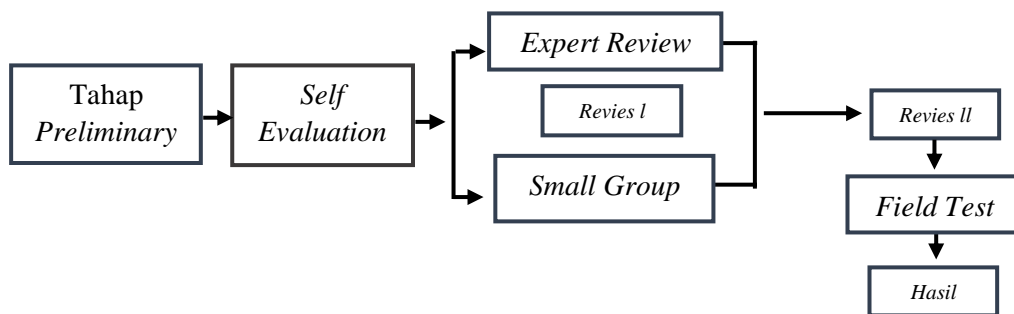 Tahap
Preliminary
Self
Evaluation
Expert Review
Revies l
Small Group
Revies ll
Field Test
Hasil